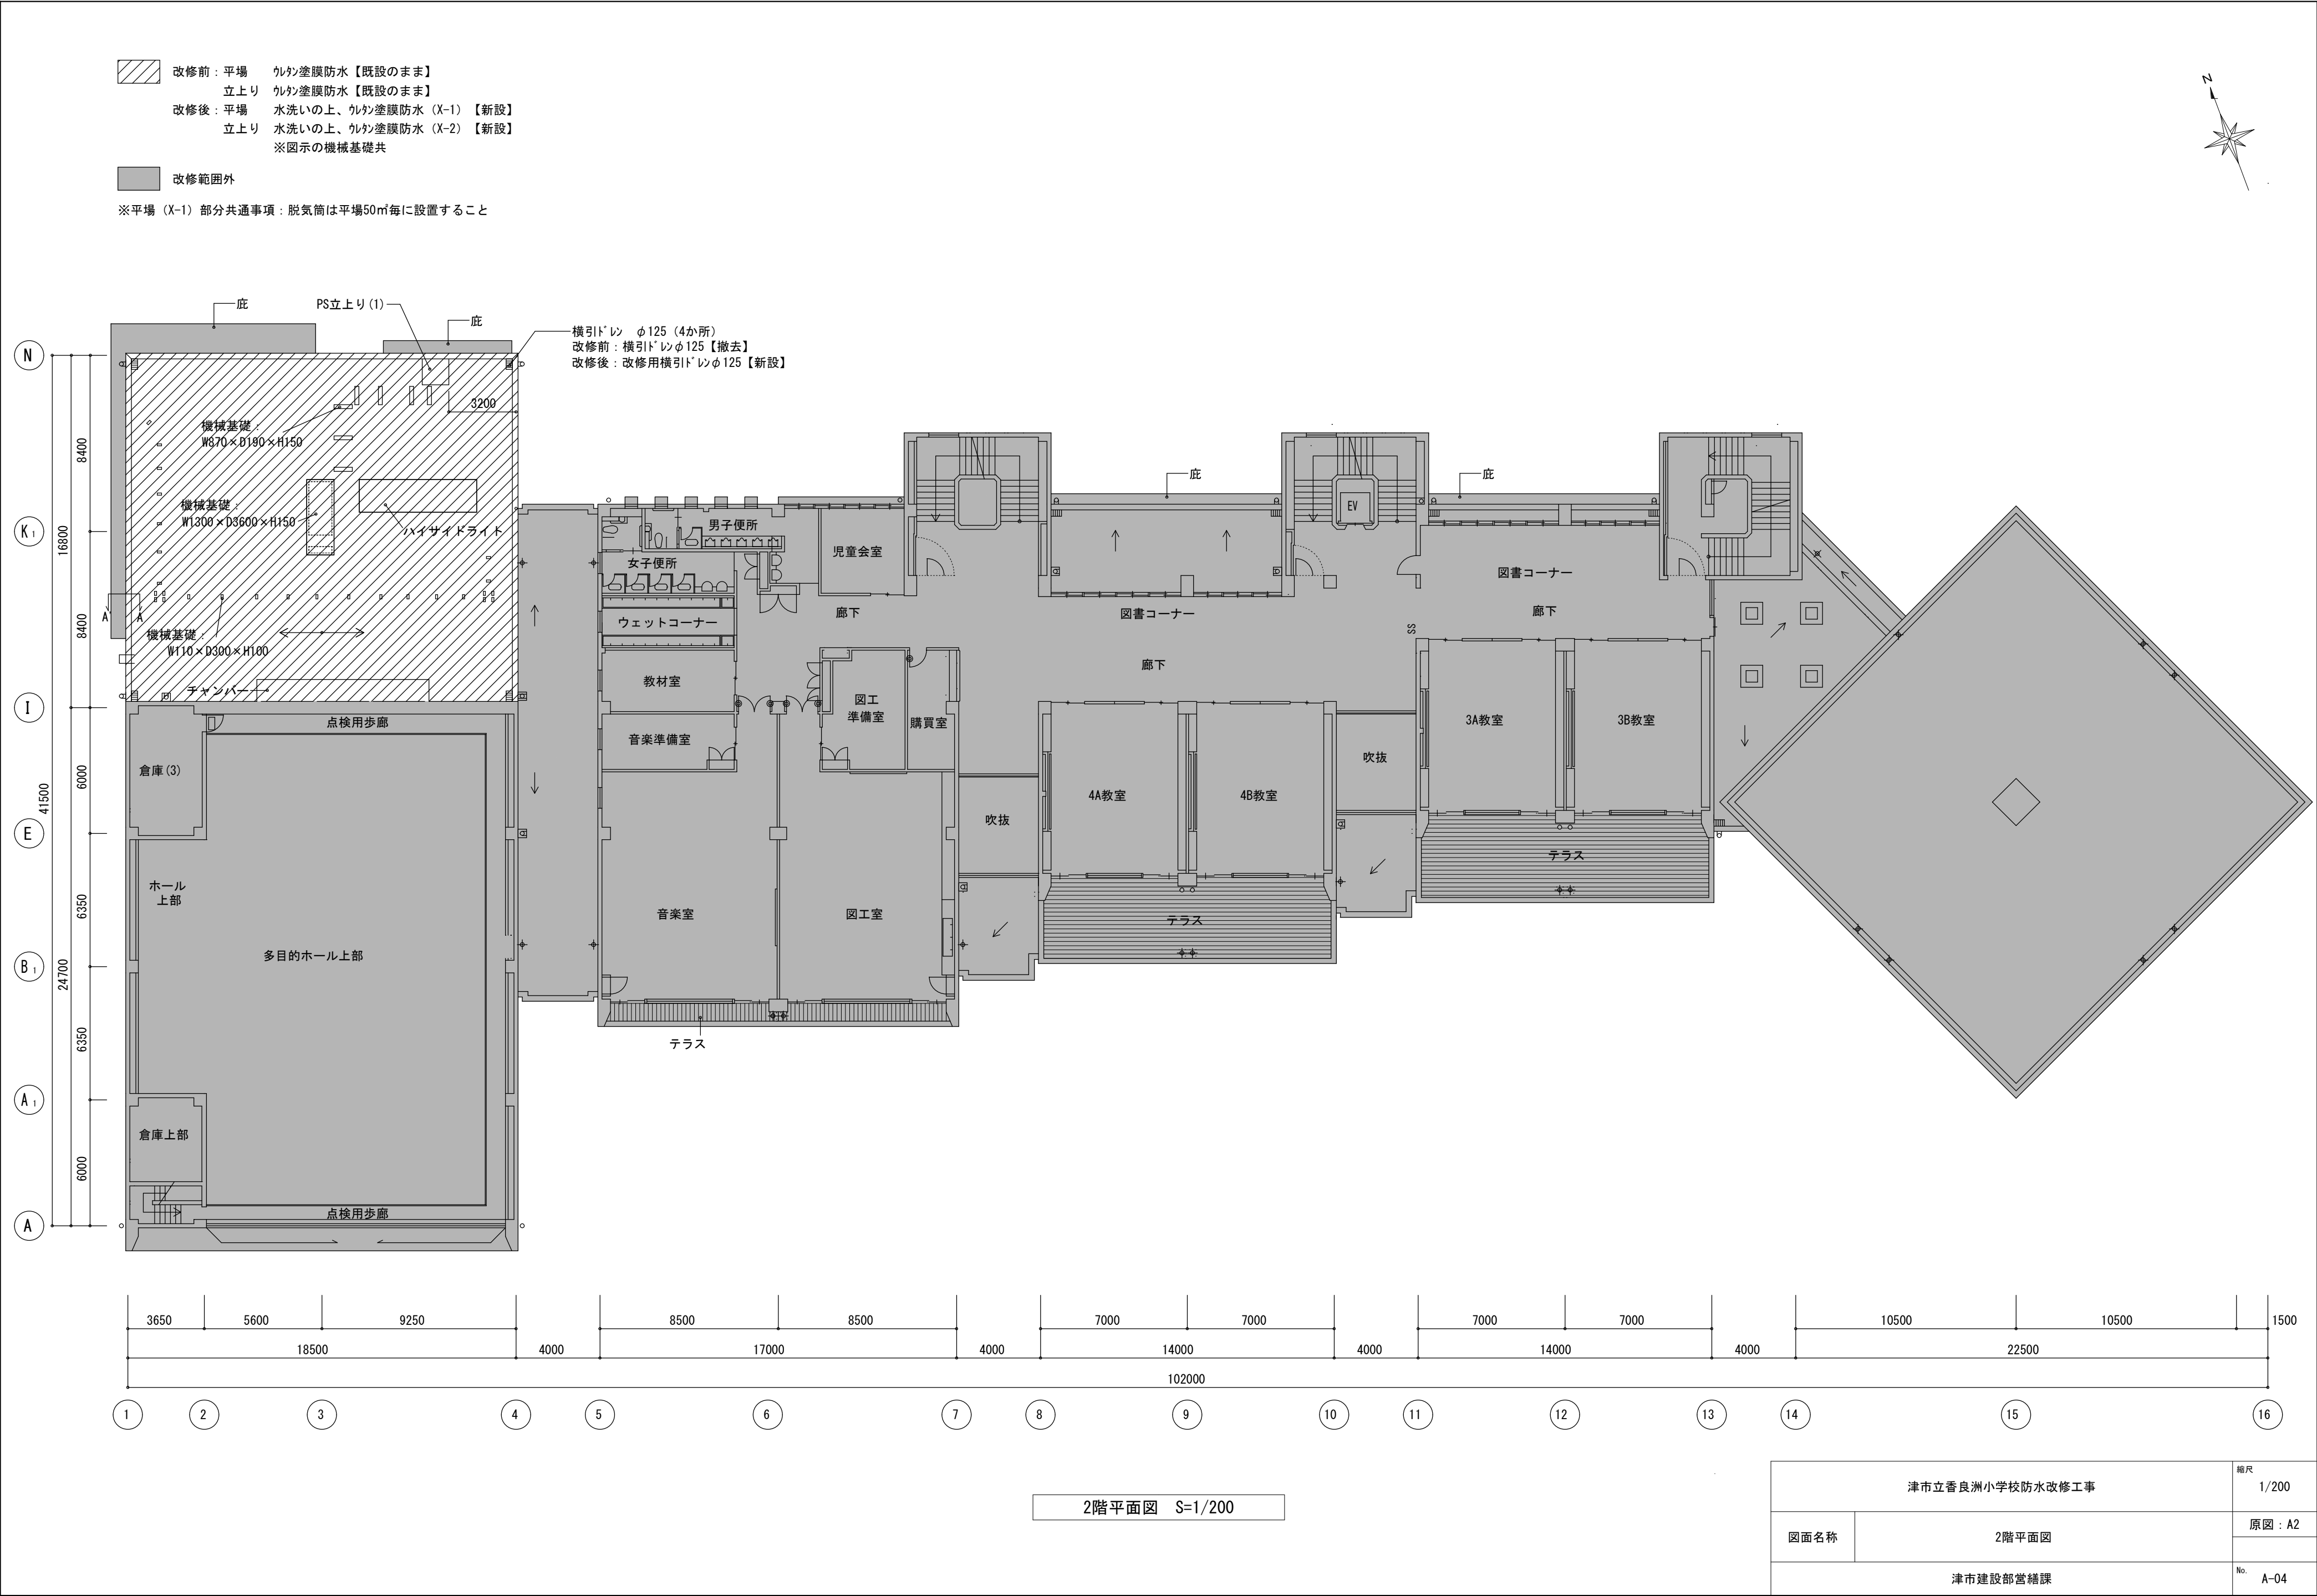 改修前：平場　ｳﾚﾀﾝ塗膜防水【既設のまま】
立上り　ｳﾚﾀﾝ塗膜防水【既設のまま】
改修後：平場　水洗いの上、ｳﾚﾀﾝ塗膜防水（X-1）【新設】
立上り　水洗いの上、ｳﾚﾀﾝ塗膜防水（X-2）【新設】
※図示の機械基礎共
改修範囲外
※平場（X-1）部分共通事項：脱気筒は平場50㎡毎に設置すること
N
庇
PS立上り(1)
庇
横引ﾄﾞﾚﾝ　φ125（4か所）
改修前：横引ﾄﾞﾚﾝφ125【撤去】
改修後：改修用横引ﾄﾞﾚﾝφ125【新設】
3200
機械基礎：
W870×D190×H150
機械基礎：
W1300×D3600×H150
ハイサイドライト
A'
A
機械基礎：
W110×D300×H100
チャンバー
庇
庇
EV
男子便所
女子便所
児童会室
ウェットコーナー
廊下
図書コーナー
図書コーナー
廊下
SS
廊下
教材室
図工
準備室
購買室
音楽準備室
点検用歩廊
倉庫(3)
3A教室
3B教室
吹抜
4A教室
4B教室
吹抜
テラス
ホール
上部
音楽室
図工室
テラス
多目的ホール上部
テラス
倉庫上部
点検用歩廊
N
K1
I
E
B1
A1
A
8400
8400
16800
6000
41500
6350
24700
6350
6000
3650
5600
9250
8500
8500
7000
7000
7000
7000
10500
10500
1500
18500
4000
17000
4000
14000
4000
14000
4000
22500
102000
1
2
3
4
5
6
7
8
9
10
11
12
13
14
15
16
2階平面図　S=1/200
津市立香良洲小学校防水改修工事
縮尺
1/200
図面名称
2階平面図
原図：A2
津市建設部営繕課
No.
A-04